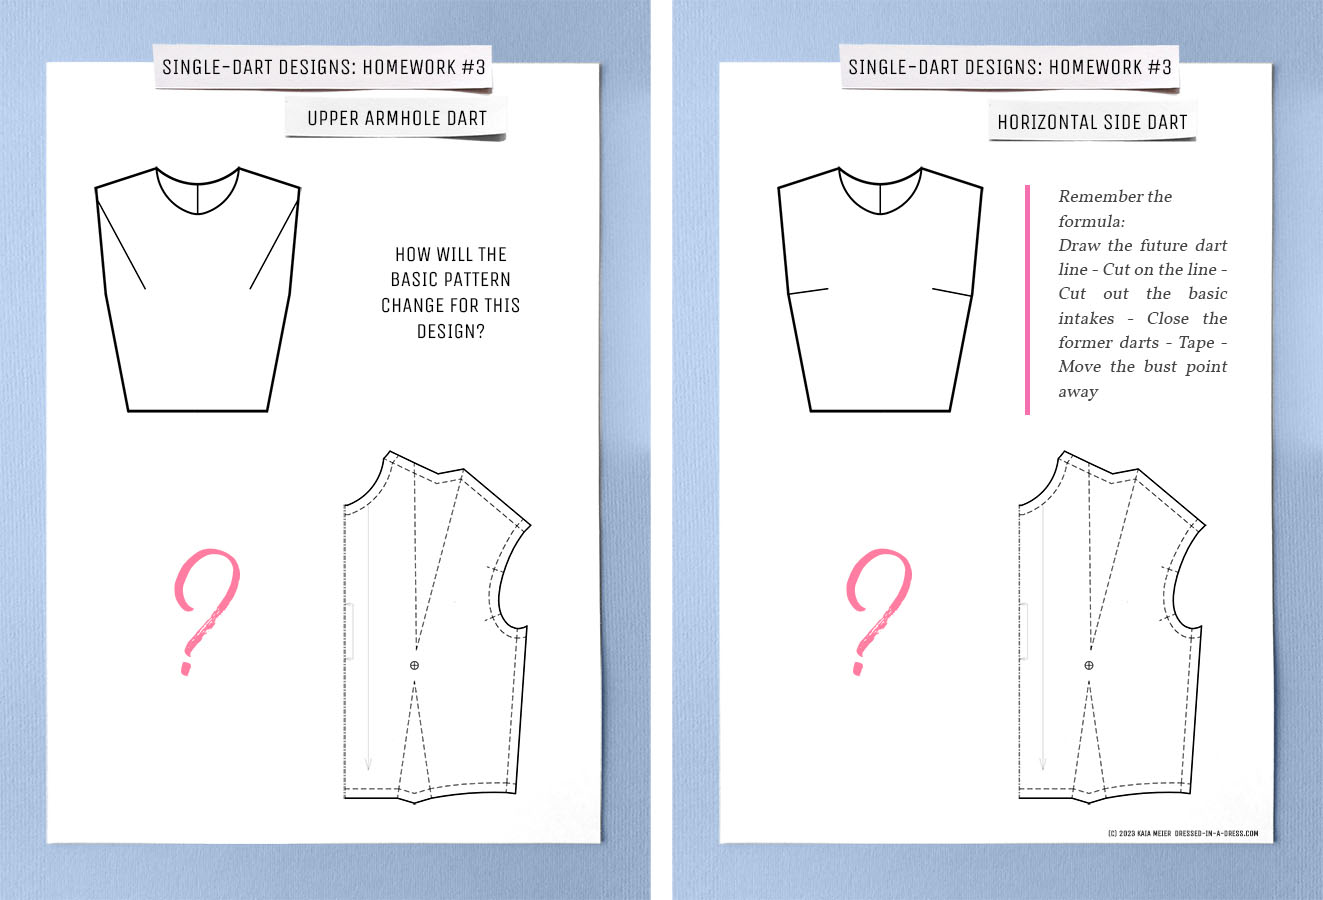 SINGLE-DART DESIGNS: HOMEWORK #3
UPPER ARMHOLE DART
HOW WILL THE
BASIC PATTERN
CHANGE FOR THIS
DESIGN?
?
SINGLE-DART DESIGNS: HOMEWORK #3
HORIZONTAL SIDE DART
Remember the
formula:
Draw the future dart
line - Cut on the line -
Cut out the basic
intakes - Close the
former darts - Tape -
Move the bust point
away
?
(C) 2023 KAIA MEIER DRESSED-IN-A-DRESS.COM